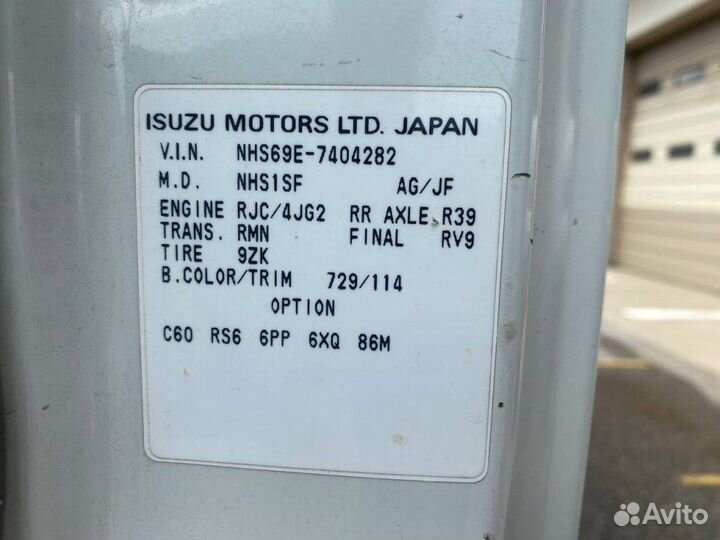 ISUZU MOTORS LTD. JAPAN
V.I.N. NHS69E-7404282
M.D. NHS1SF AG/JF
ENGINE RJC/4JG2 RR AXLE R39
TRANS. RMN FINAL RV9
TIRE 9ZK
B.COLOR/TRIM 729/114
OPTION
C60 RS6 6PP 6XQ 86M
Avito